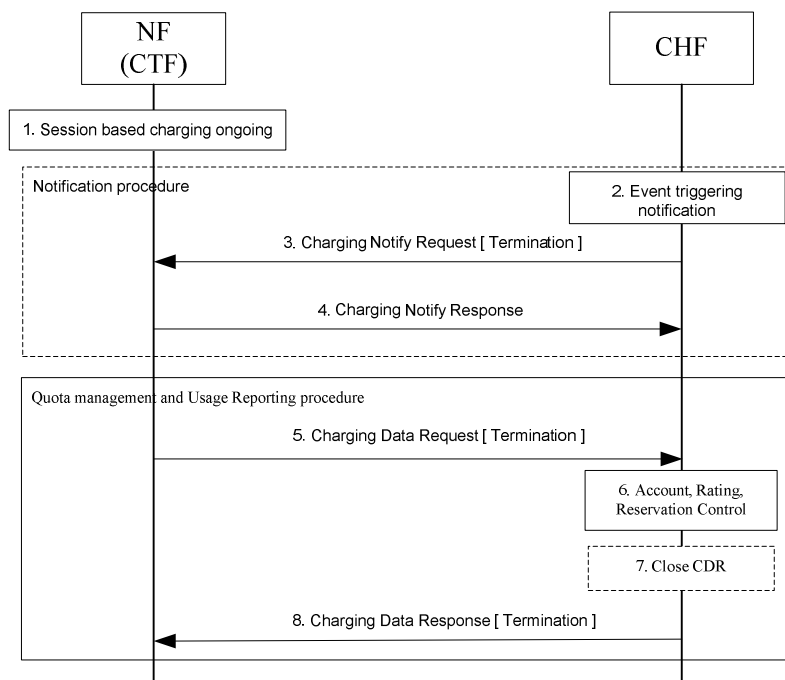 NF
(CTF)
CHF
1. Session based charging ongoing
Notification procedure
2. Event triggering
notification
3. Charging Notify Request [ Termination ]
4. Charging Notify Response
Quota management and Usage Reporting procedure
5. Charging Data Request [ Termination ]
6. Account, Rating,
Reservation Control
7. Close CDR
8. Charging Data Response [ Termination ]